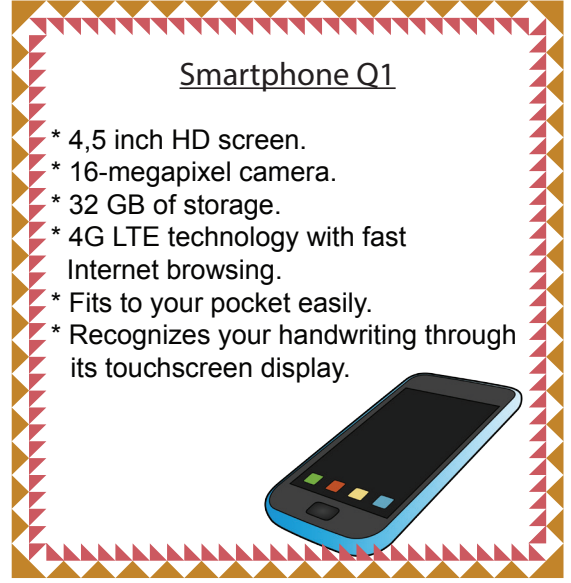 Smartphone Q1
* 4,5 inch HD screen.
* 16-megapixel camera.
* 32 GB of storage.
* 4G LTE technology with fast
Internet browsing.
* Fits to your pocket easily.
* Recognizes your handwriting through
its touchscreen display.